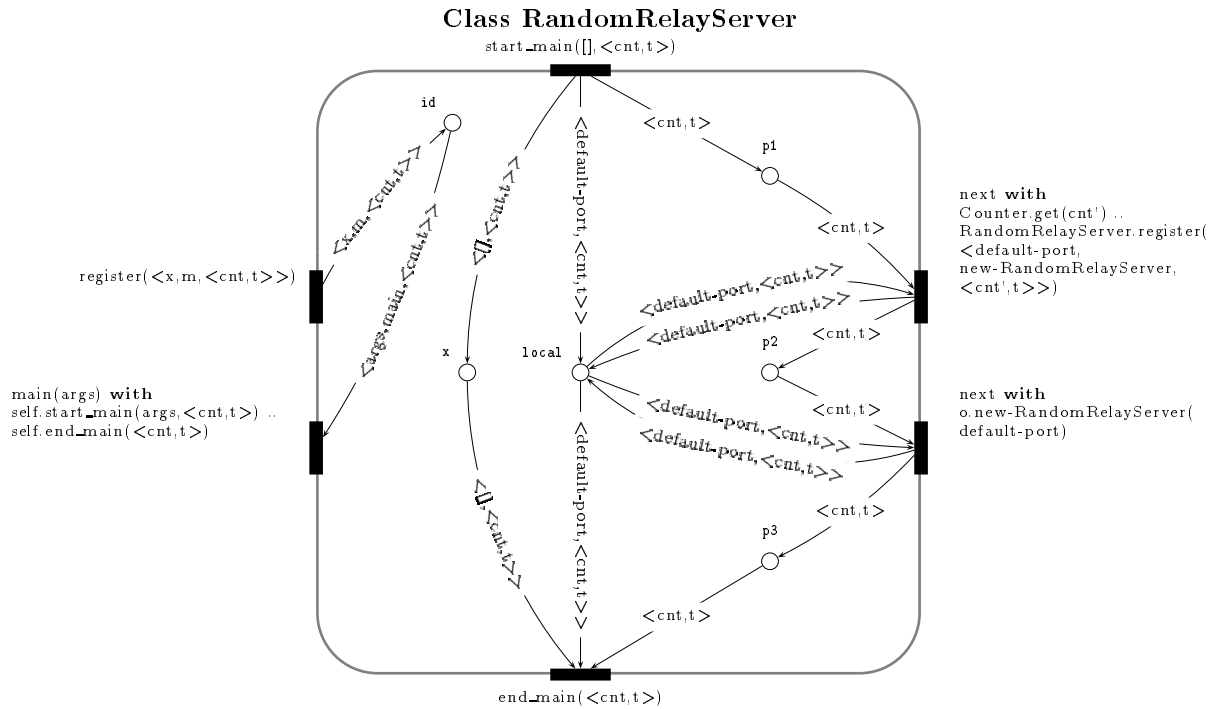 Class RandomRelayServer
start_main([],<cnt,t>)
id
<cnt,t>
p1
<x,m,<cnt,t>>
<args,main,<cnt,t>>
<[],<cnt,t>>
<default-port,<cnt,t>>
<cnt,t>
next with
Counter.get(cnt') ..
RandomRelayServer.register(
<default-port,
new-RandomRelayServer,
<cnt',t>>)
register(<x,m,<cnt,t>>)
<default-port,<cnt,t>>
<default-port,<cnt,t>>
<cnt,t>
x
local
p2
main(args) with
self.start_main(args,<cnt,t>) ..
self.end_main(<cnt,t>)
<default-port,<cnt,t>>
<default-port,<cnt,t>>
<cnt,t>
next with
o.new-RandomRelayServer(
default-port)
<[],<cnt,t>>
<default-port,<cnt,t>>
<cnt,t>
p3
<cnt,t>
end_main(<cnt,t>)